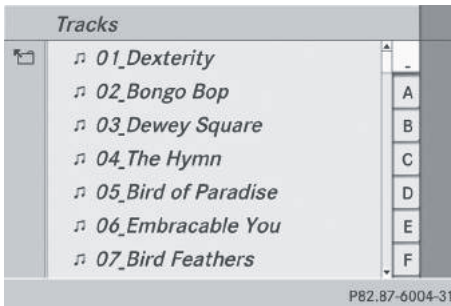 Tracks
01_Dexterity
_
02_Bongo Bop
A
03_Dewey Square
B
04_The Hymn
C
05_Bird of Paradise
D
06_Embracable You
E
07_Bird Feathers
F
P82.87-6004-31